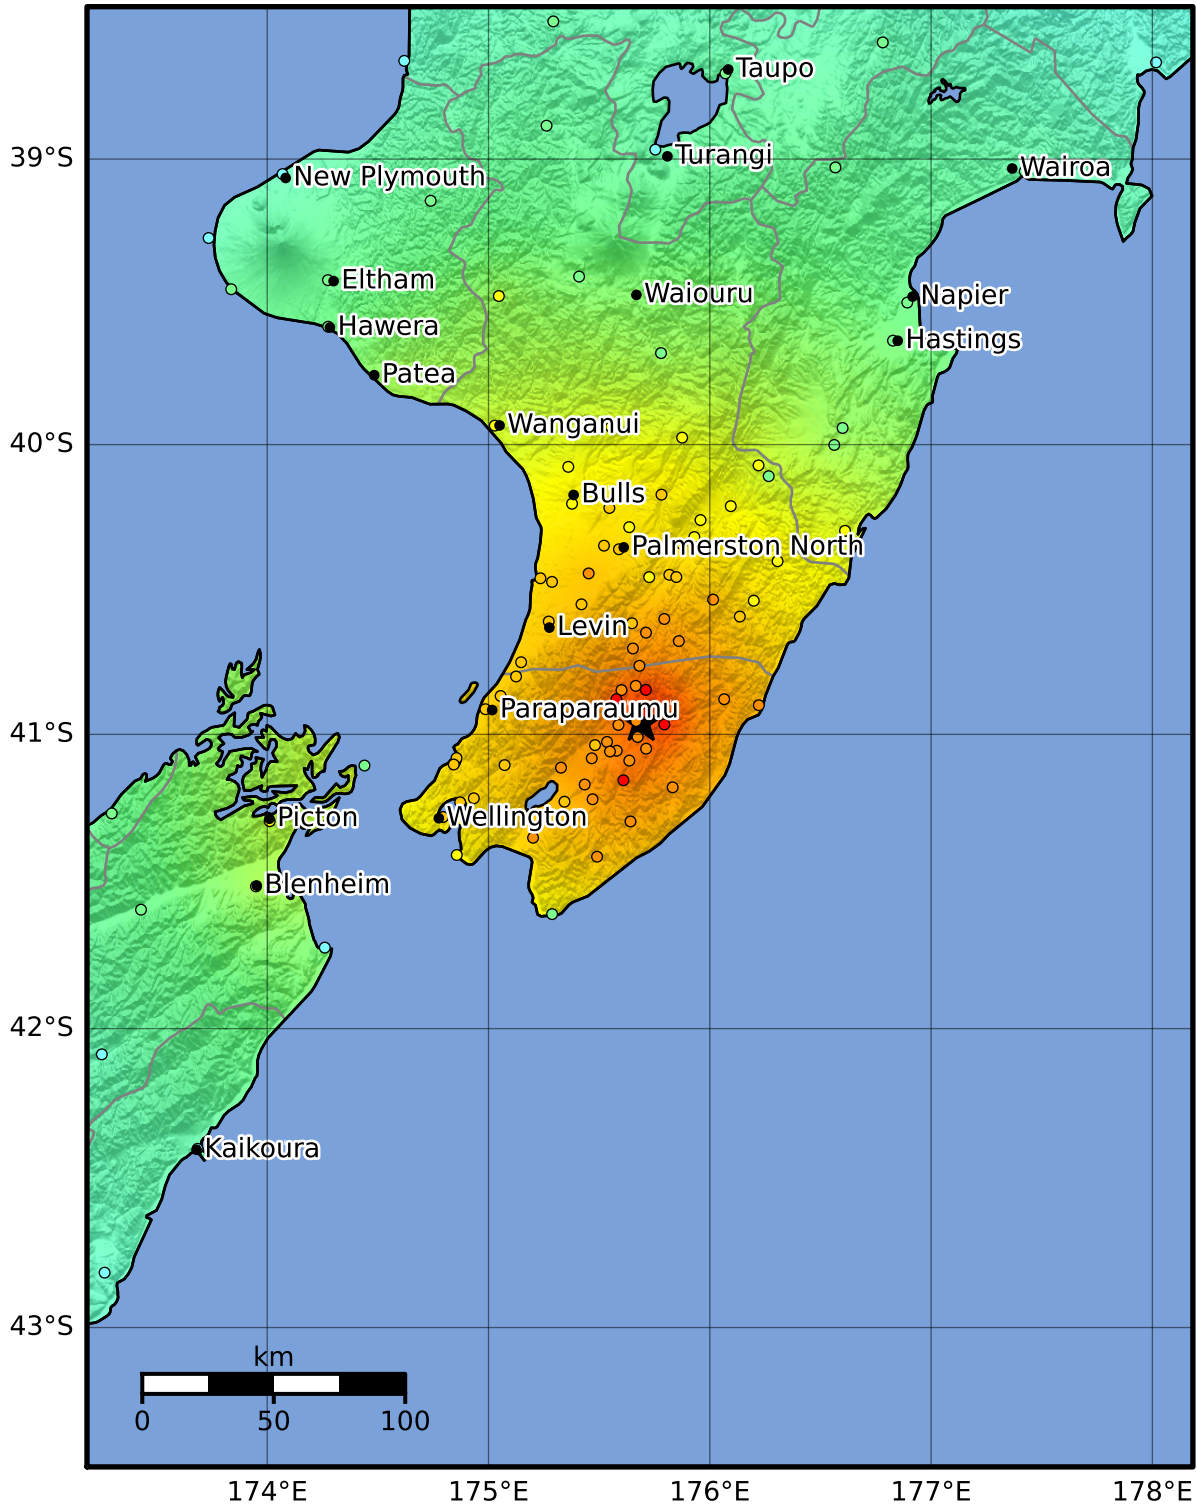 Taupo
39°S
Turangi
Wairoa
New Plymouth
Eltham
Waiouru
Napier
Hawera
Hastings
Patea
Wanganui
40°S
Bulls
Palmerston North
Levin
Paraparaumu
41°S
Picton
Wellington
Blenheim
42°S
Kaikoura
43°S
km
0 50 100
174°E 175°E 176°E 177°E 178°E